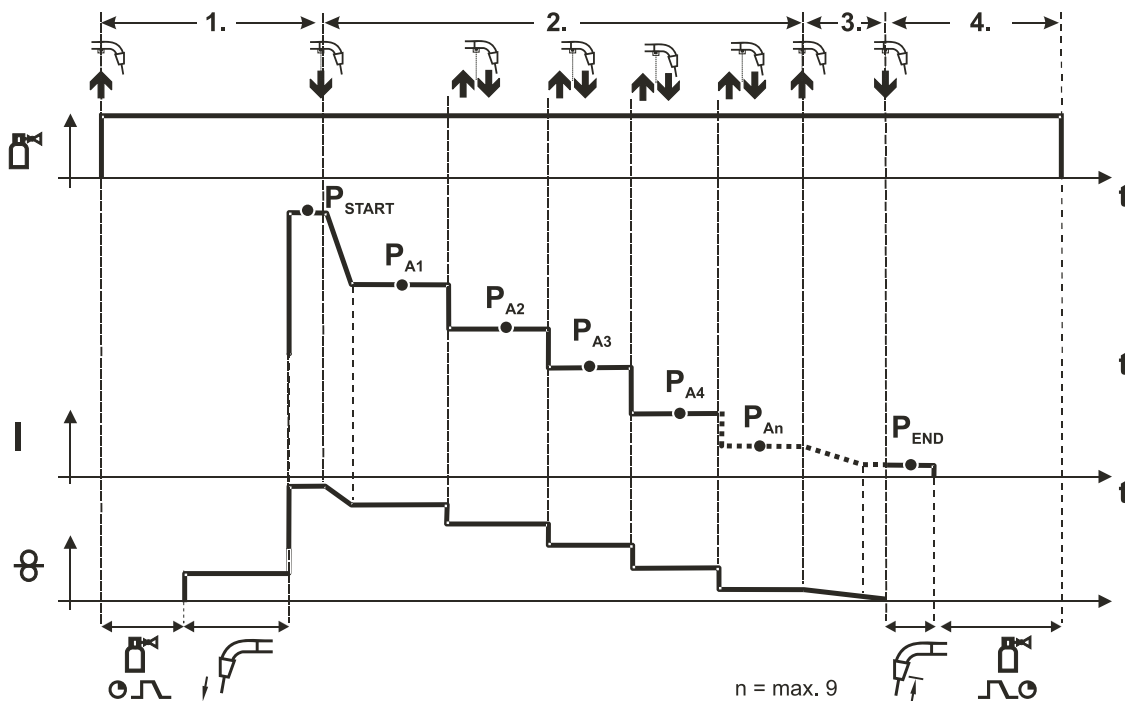 1. 2. 3. 4.
t
P START
P A1
P A2
P A3
t
P A4
P An
P END
I
t
n = max. 9